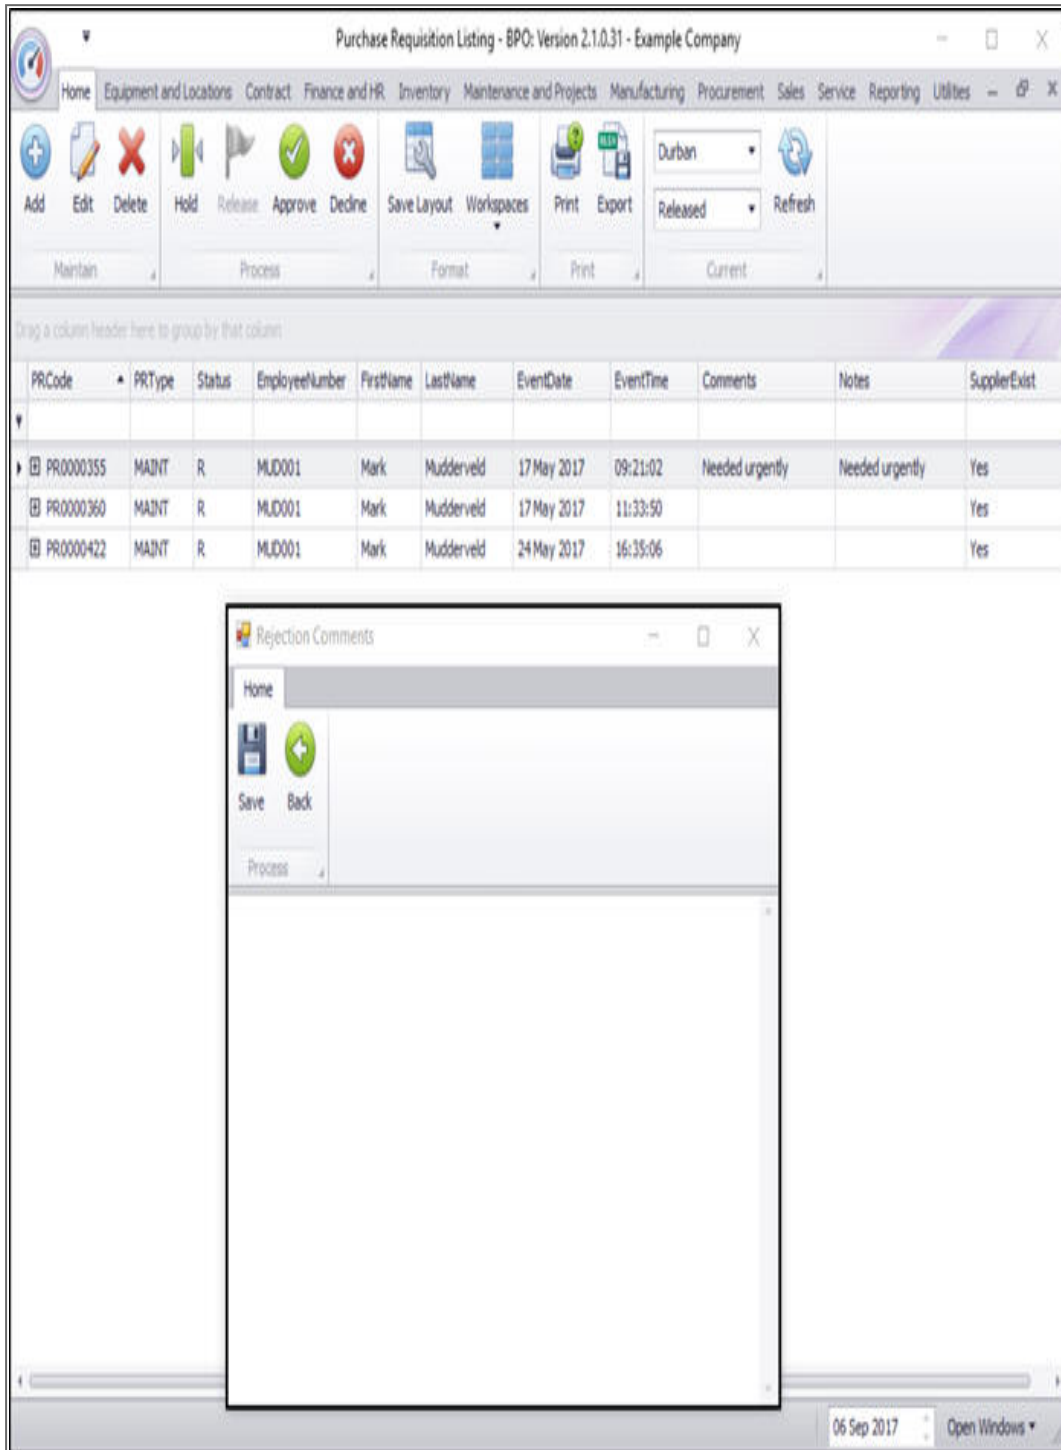 Purchase Requisition Listing - BPO: Version 2.1.0.31 - Example Company
Home Equipment and Locations Contract Finance and HR Inventory Maintenance and Projects Manufacturing Procurement Sales Service Reporting Utilities
Add Edit Delete Hold Release Approve Decline Save Layout Workspaces Print Export Durban Released Refresh
Maintain Process Format Print Current
Drag a column header here to group by that column
PRCode PRType Status EmployeeNumber FirstName LastName EventDate EventTime Comments Notes SupplierExist
PR0000355 MAINT R MUD001 Mark Mudderveld 17 May 2017 09:21:02 Needed urgently Needed urgently Yes
PR0000360 MAINT R MUD001 Mark Mudderveld 17 May 2017 11:33:50 Yes
PR0000422 MAINT R MUD001 Mark Mudderveld 24 May 2017 16:35:06 Yes
Rejection Comments
Home
Save Back
Process
06 Sep 2017 Open Windows